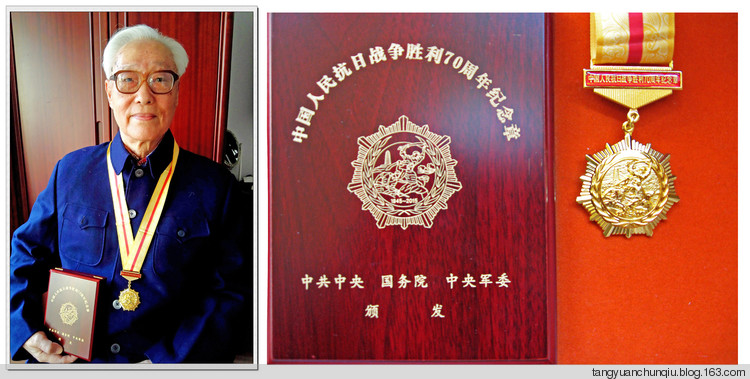 中国人民抗日战争胜利70周年纪念章
1945-2015
中共中央 国务院 中央军委
颁 发
中国人民抗日战争胜利70周年纪念章
tangyuanchunqiu.blog.163.com